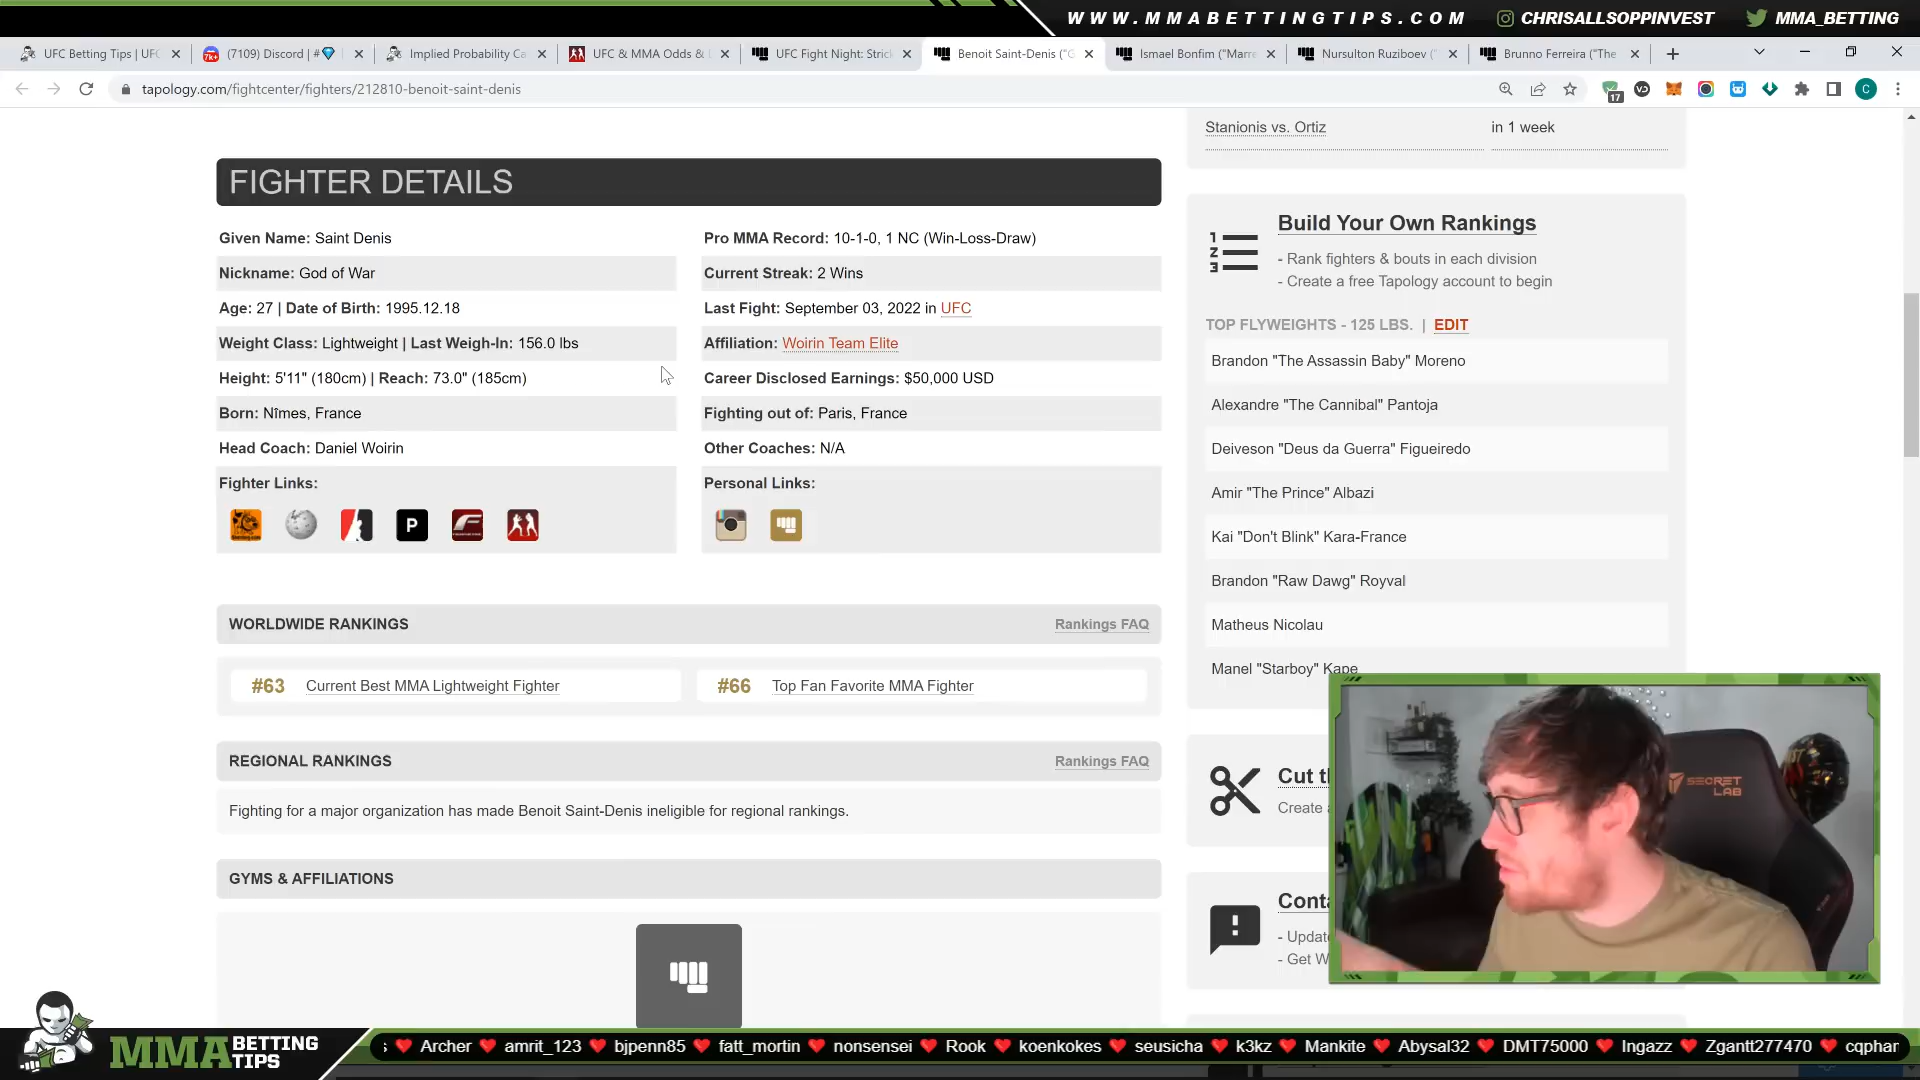 WWW.MMABETTINGTIPS.COM CHRISALLSOPPINVEST MMA_BETTING
UFC Betting Tips | UFC (7109) Discord | # Implied Probability Ca UFC & MMA Odds & UFC Fight Night: Strick Benoit Saint-Denis ("G Ismael Bonfim ("Marre Nursulton Ruziboev (" Brunno Ferreira ("The
tapology.com/fightcenter/fighters/212810-benoit-saint-denis 17 C
Stanionis vs. Ortiz in 1 week
FIGHTER DETAILS
Given Name: Saint Denis
Pro MMA Record: 10-1-0, 1 NC (Win-Loss-Draw)
Nickname: God of War
Current Streak: 2 Wins
Age: 27 | Date of Birth: 1995.12.18
Last Fight: September 03, 2022 in UFC
Weight Class: Lightweight | Last Weigh-In: 156.0 lbs
Affiliation: Woirin Team Elite
Height: 5'11" (180cm) | Reach: 73.0" (185cm)
Career Disclosed Earnings: $50,000 USD
Born: Nîmes, France
Fighting out of: Paris, France
Head Coach: Daniel Woirin
Other Coaches: N/A
Fighter Links:
Personal Links:
P
WORLDWIDE RANKINGS Rankings FAQ
#63 Current Best MMA Lightweight Fighter
#66 Top Fan Favorite MMA Fighter
REGIONAL RANKINGS Rankings FAQ
Fighting for a major organization has made Benoit Saint-Denis ineligible for regional rankings.
GYMS & AFFILIATIONS
1 2 3
Build Your Own Rankings
- Rank fighters & bouts in each division
- Create a free Tapology account to begin
TOP FLYWEIGHTS - 125 LBS. | EDIT
Brandon "The Assassin Baby" Moreno
Alexandre "The Cannibal" Pantoja
Deiveson "Deus da Guerra" Figueiredo
Amir "The Prince" Albazi
Kai "Don't Blink" Kara-France
Brandon "Raw Dawg" Royval
Matheus Nicolau
Manel "Starboy" Kape
Cut t
Create
Conta
- Update
- Get W
SECRET
LAB
MMA BETTING
TIPS
s Archer amrit_123 bjpenn85 fatt_mortin nonsensei Rook koenkokes seusicha k3kz Mankite Abysal32 DMT75000 Ingazz Zgantt277470 cqphan